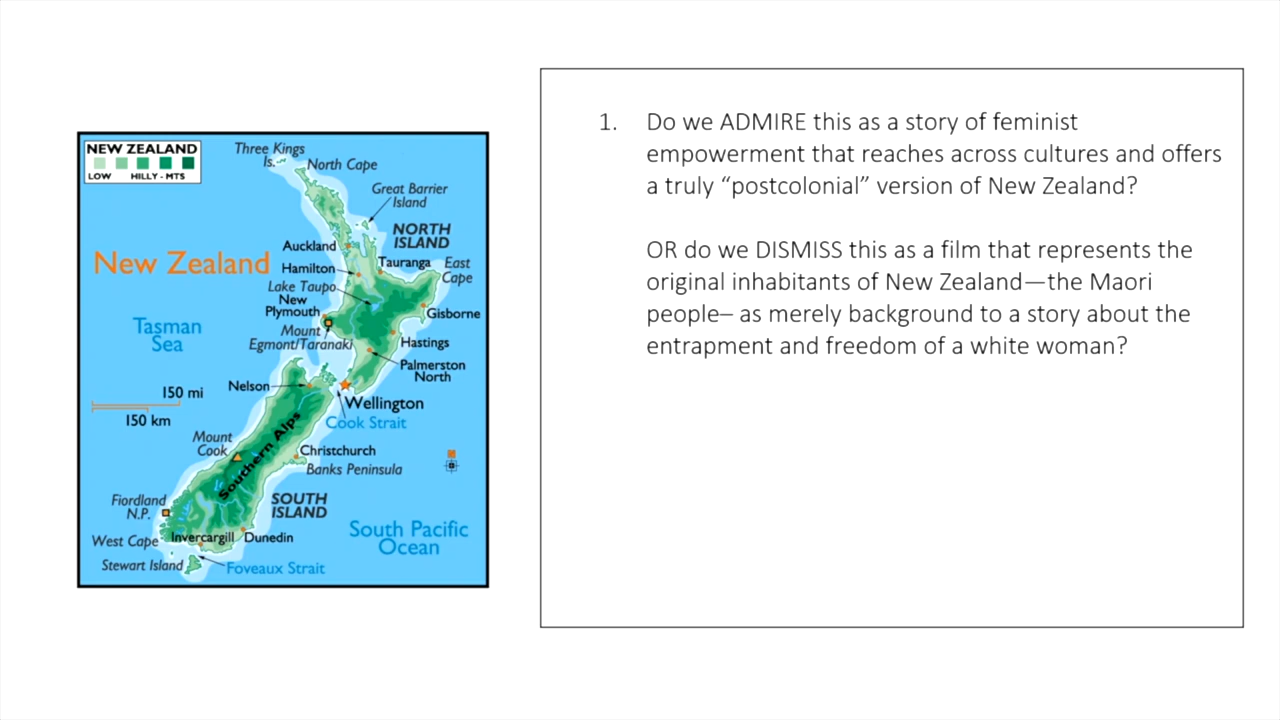 NEW ZEALAND
LOW HILLY - MTS
Three Kings
Is.
North Cape
Great Barrier
Island
NORTH
ISLAND
Auckland
New Zealand
Hamilton
Tauranga
East
Cape
Lake Taupo
New
Plymouth
Gisborne
Tasman
Sea
Mount
Egmont/Taranaki
Hastings
Palmerston
North
Nelson
150 mi
Wellington
150 km
Cook Strait
Mount
Cook
Southern Alps
Christchurch
Banks Peninsula
Fiordland
N.P.
SOUTH
ISLAND
South Pacific
Ocean
West Cape
Invercargill
Dunedin
Stewart Island
Foveaux Strait
1. Do we ADMIRE this as a story of feminist
empowerment that reaches across cultures and offers
a truly “postcolonial” version of New Zealand?
OR do we DISMISS this as a film that represents the
original inhabitants of New Zealand—the Maori
people– as merely background to a story about the
entrapment and freedom of a white woman?